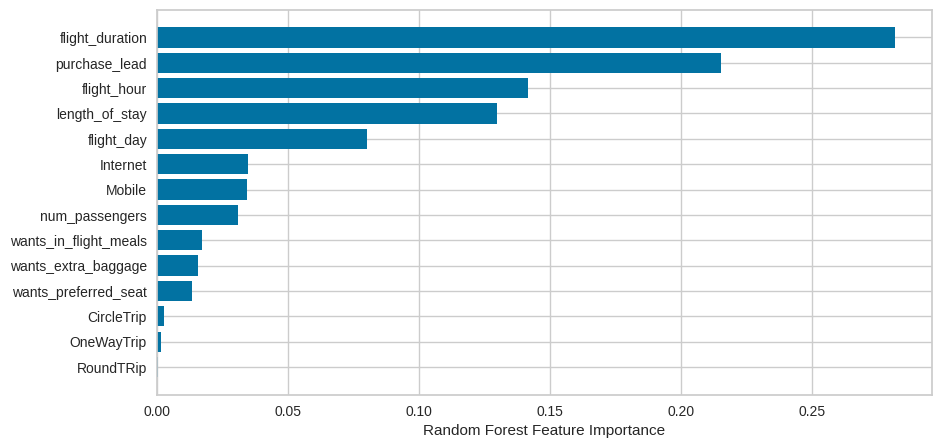 flight_duration
purchase_lead
flight_hour
length_of_stay
flight_day
Internet
Mobile
num_passengers
wants_in_flight_meals
wants_extra_baggage
wants_preferred_seat
CircleTrip
OneWayTrip
RoundTRip
0.00 0.05 0.10 0.15 0.20 0.25
Random Forest Feature Importance